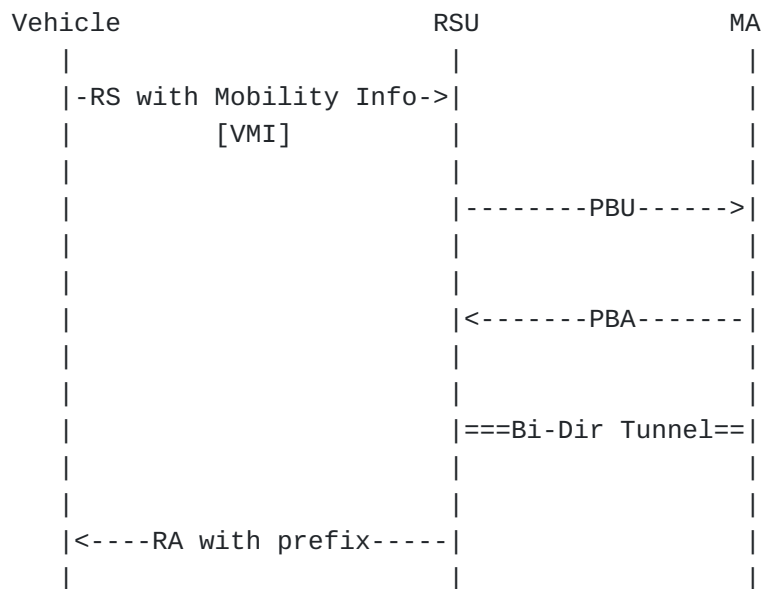 Vehicle                    RSU               MA
   |                        |                 |
   |-RS with Mobility Info->|                 |
   |         [VMI]          |                 |
   |                        |                 |
   |                        |--------PBU------>|
   |                        |                 |
   |                        |                 |
   |                        |<-------PBA-------|
   |                        |                 |
   |                        |                 |
   |                        |===Bi-Dir Tunnel==|
   |                        |                 |
   |                        |                 |
   |<----RA with prefix-----|                 |
   |                        |                 |